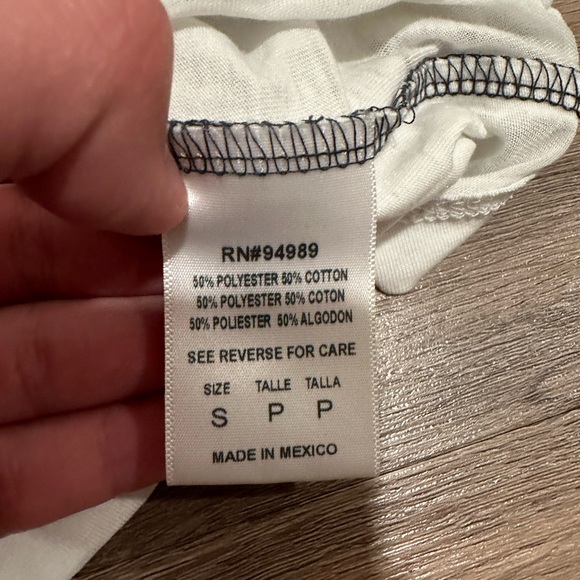 RN#94989
50% POLYESTER 50% COTTON
50% POLYESTER 50% COTON
50% POLIESTER 50% ALGODON
SEE REVERSE FOR CARE
SIZE TALLE TALLA
S P P
MADE IN MEXICO